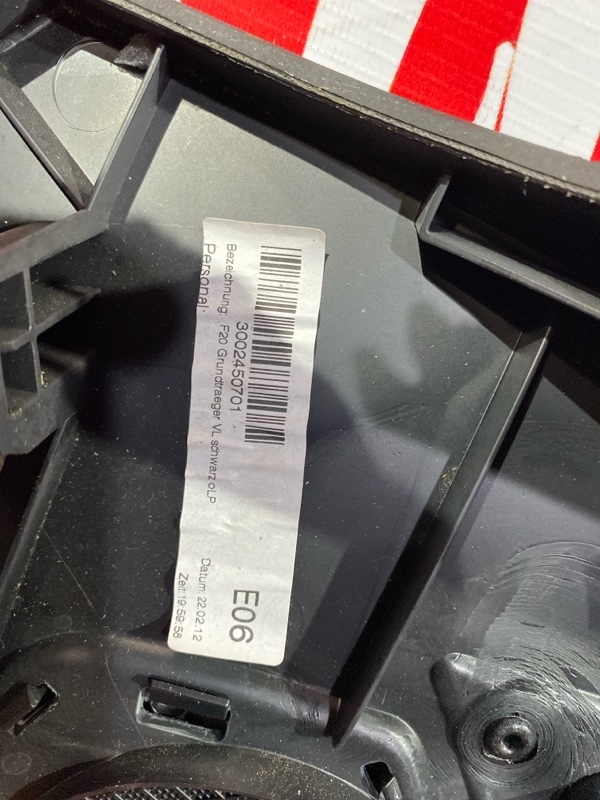 3002450701
E06
Bezeichnung: F20 Grundtraeger VL schwarz oLP
Datum: 22.02.12
Personal:
Zeit: 19:59:58